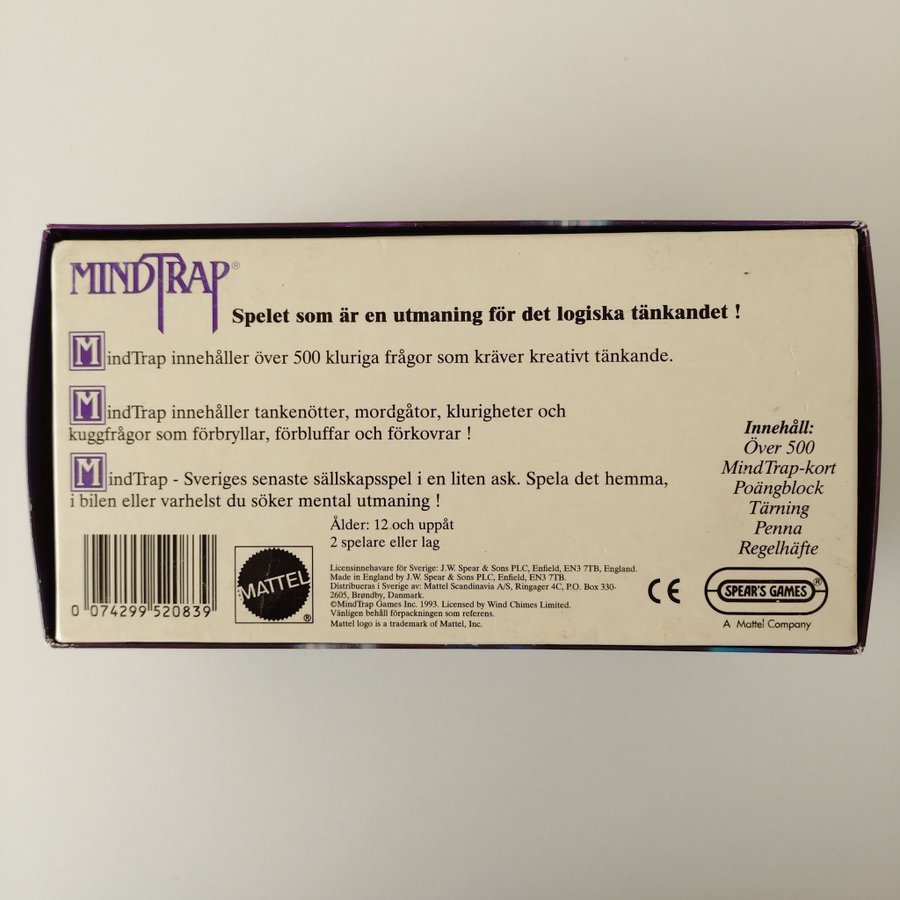 MINDTRAP®
Spelet som är en utmaning för det logiska tänkandet !
MindTrap innehåller över 500 kluriga frågor som kräver kreativt tänkande.
MindTrap innehåller tankenötter, mordgåtor, klurigheter och
kuggfrågor som förbryllar, förbluffar och förkovrar !
MindTrap - Sveriges senaste sällskapsspel i en liten ask. Spela det hemma,
i bilen eller varhelst du söker mental utmaning !
Ålder: 12 och uppåt
2 spelare eller lag
Innehåll:
Över 500
MindTrap-kort
Poängblock
Tärning
Penna
Regelhäfte
0 074299 520839
MATTEL®
Licensinnehavare för Sverige: J.W. Spear & Sons PLC, Enfield, EN3 7TB, England.
Made in England by J.W. Spear & Sons PLC, Enfield, EN3 7TB.
Distribueras i Sverige av: Mattel Scandinavia A/S, Ringager 4C, P.O. Box 330-
2605, Brøndby, Danmark.
©MindTrap Games Inc. 1993. Licensed by Wind Chimes Limited.
Vänligen behåll förpackningen som referens.
Mattel logo is a trademark of Mattel, Inc.
CE
SPEAR'S GAMES®
A Mattel Company